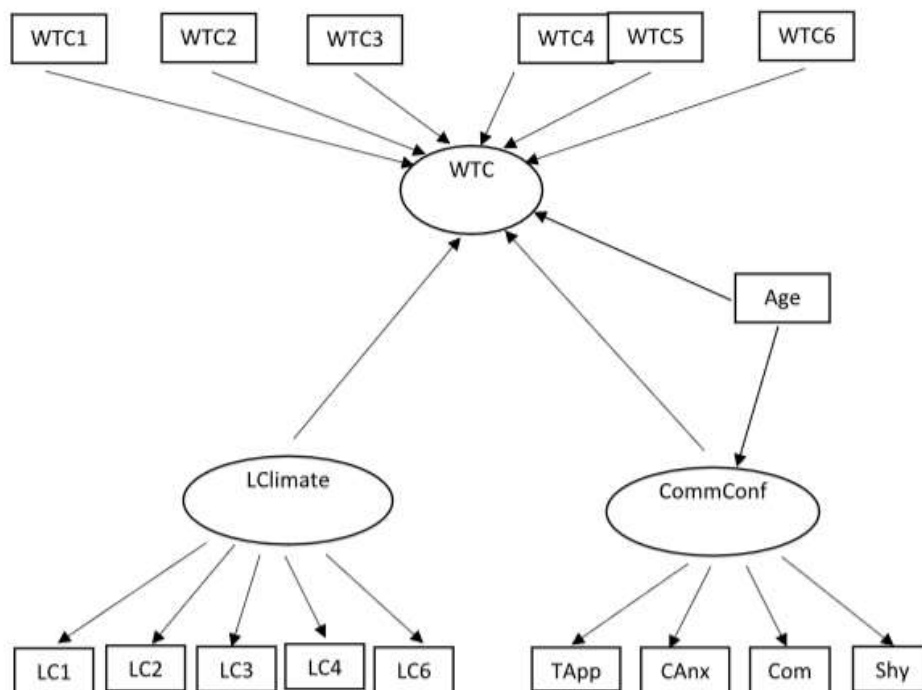 WTC1
WTC2
WTC3
WTC4
WTC5
WTC6
WTC
Age
LClimate
CommConf
LC1
LC2
LC3
LC4
LC6
TApp
CAnx
Com
Shy